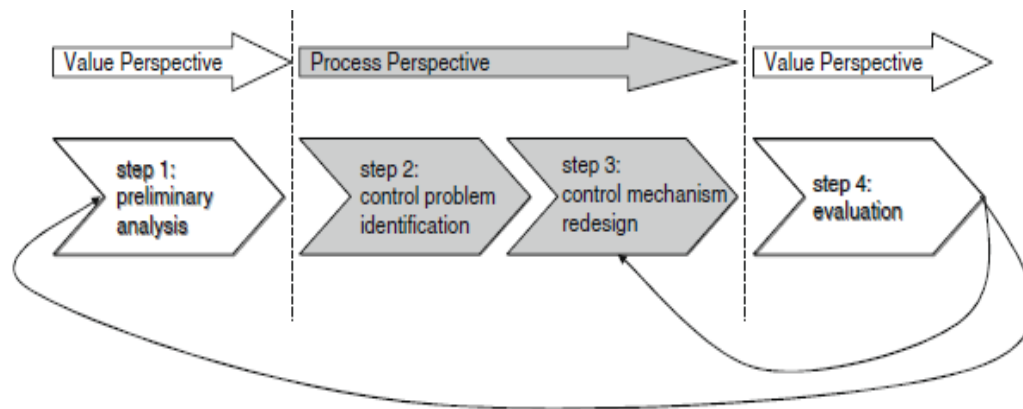 Value Perspective
Process Perspective
Value Perspective
step 1:
preliminary
analysis
step 2:
control problem
identification
step 3:
control mechanism
redesign
step 4:
evaluation